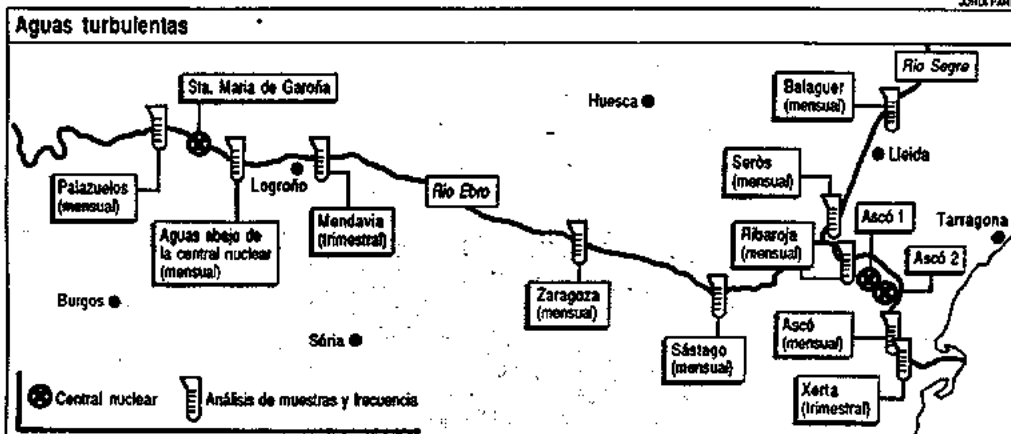 Aguas turbulentas
Río Segre
Sta. Maria de Garoña
Huesca
Balaguer
(mensual)
Lleida
Palazuelos
(mensual)
Logroño
Río Ebro
Seròs
(mensual)
Ascó 1
Tarragona
Aguas abajo de
la central nuclear
(mensual)
Mendavia
(trimestral)
Ribaroja
(mensual)
Ascó 2
Burgos
Zaragoza
(mensual)
Sória
Sástago
(mensual)
Ascó
(mensual)
Xerta
(trimestral)
Central nuclear
Análisis de muestras y frecuencia